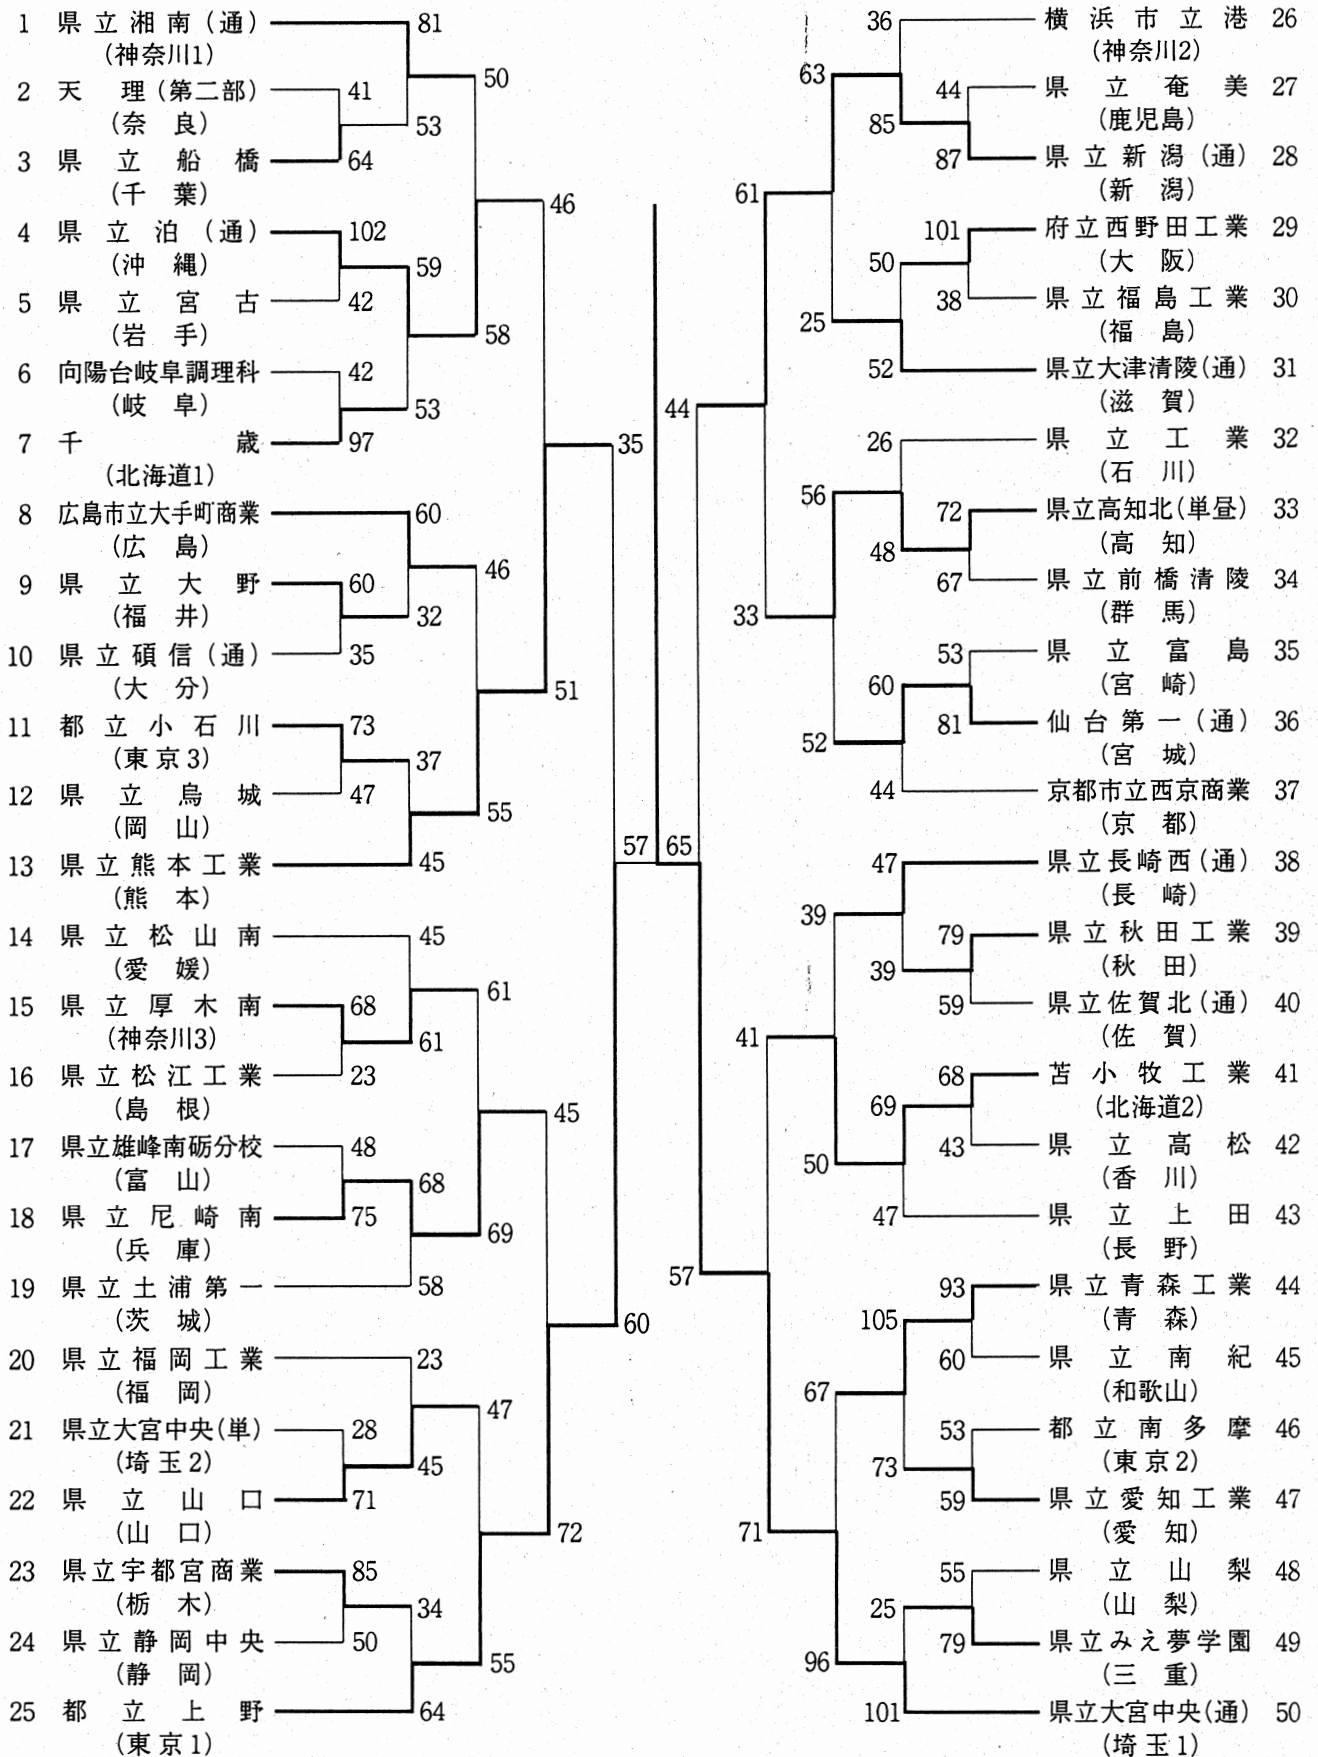 1 県立湘南(通)
(神奈川1)
2 天理(第二部)
(奈良)
3 県立船橋
(千葉)
4 県立泊(通)
(沖縄)
5 県立宮古
(岩手)
6 向陽台岐阜調理科
(岐阜)
7 千歳
(北海道1)
8 広島市立大手町商業
(広島)
9 県立大野
(福井)
10 県立碩信(通)
(大分)
11 都立小石川
(東京3)
12 県立烏城
(岡山)
13 県立熊本工業
(熊本)
14 県立松山南
(愛媛)
15 県立厚木南
(神奈川3)
16 県立松江工業
(島根)
17 県立雄峰南砺分校
(富山)
18 県立尼崎南
(兵庫)
19 県立土浦第一
(茨城)
20 県立福岡工業
(福岡)
21 県立大宮中央(単)
(埼玉2)
22 県立山口
(山口)
23 県立宇都宮商業
(栃木)
24 県立静岡中央
(静岡)
25 都立上野
(東京1)
81
41
64
102
42
42
97
60
60
35
73
47
45
45
68
23
48
75
58
23
28
71
85
50
64
53
59
53
32
37
61
68
45
34
50
58
46
55
61
69
47
55
46
51
45
72
35
60
57 65
44
57
61
33
41
71
63
25
56
52
39
50
67
96
36
85
50
52
26
48
60
44
47
39
69
47
105
73
25
101
44
87
101
38
72
67
53
81
79
59
68
43
93
60
53
59
55
79
横浜市立港 26
(神奈川2)
県立奄美 27
(鹿児島)
県立新潟(通) 28
(新潟)
府立西野田工業 29
(大阪)
県立福島工業 30
(福島)
県立大津清陵(通) 31
(滋賀)
県立工業 32
(石川)
県立高知北(単昼) 33
(高知)
県立前橋清陵 34
(群馬)
県立富島 35
(宮崎)
仙台第一(通) 36
(宮城)
京都市立西京商業 37
(京都)
県立長崎西(通) 38
(長崎)
県立秋田工業 39
(秋田)
県立佐賀北(通) 40
(佐賀)
苫小牧工業 41
(北海道2)
県立高松 42
(香川)
県立上田 43
(長野)
県立青森工業 44
(青森)
県立南紀 45
(和歌山)
都立南多摩 46
(東京2)
県立愛知工業 47
(愛知)
県立山梨 48
(山梨)
県立みえ夢学園 49
(三重)
県立大宮中央(通) 50
(埼玉1)